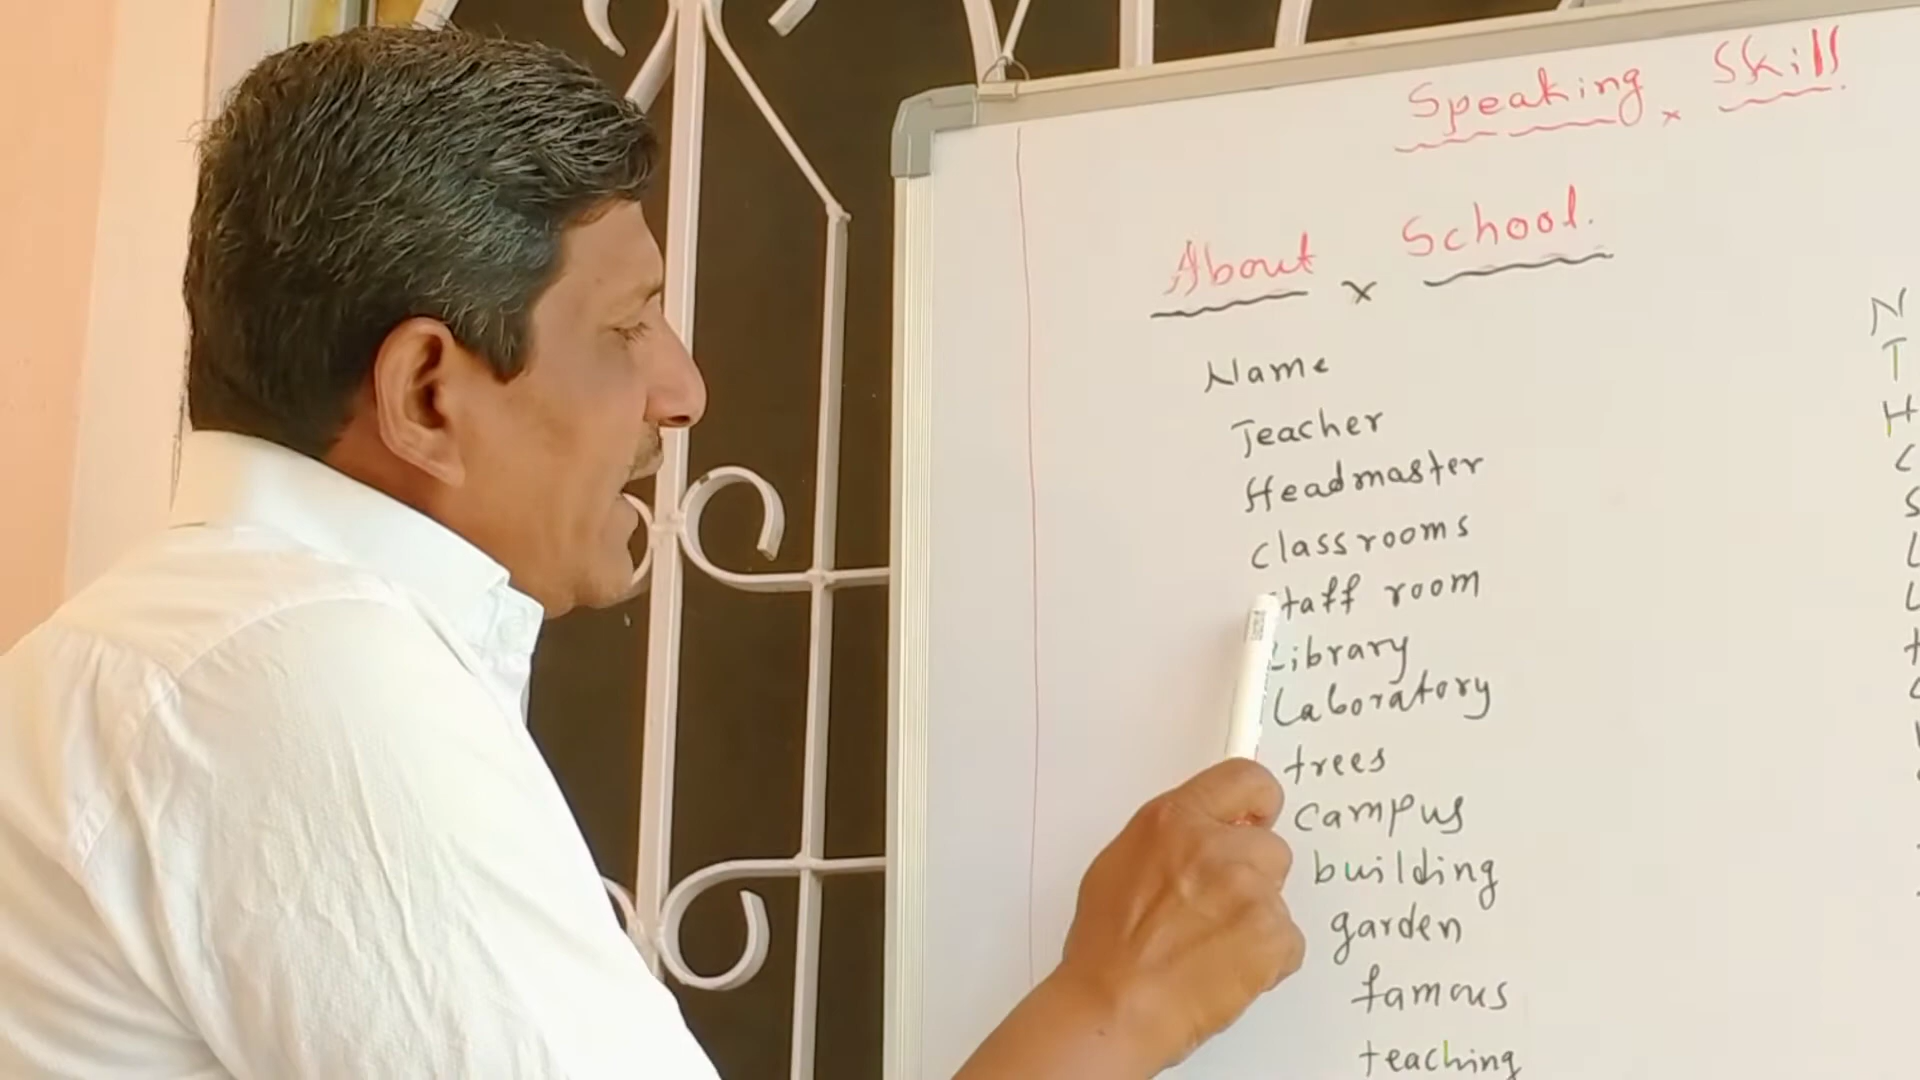 Speaking Skill
About School.
Name
Teacher
Headmaster
classrooms
staff room
Library
Laboratory
trees
campus
building
garden
famous
teaching
N
T
H
C
S
L
L
t